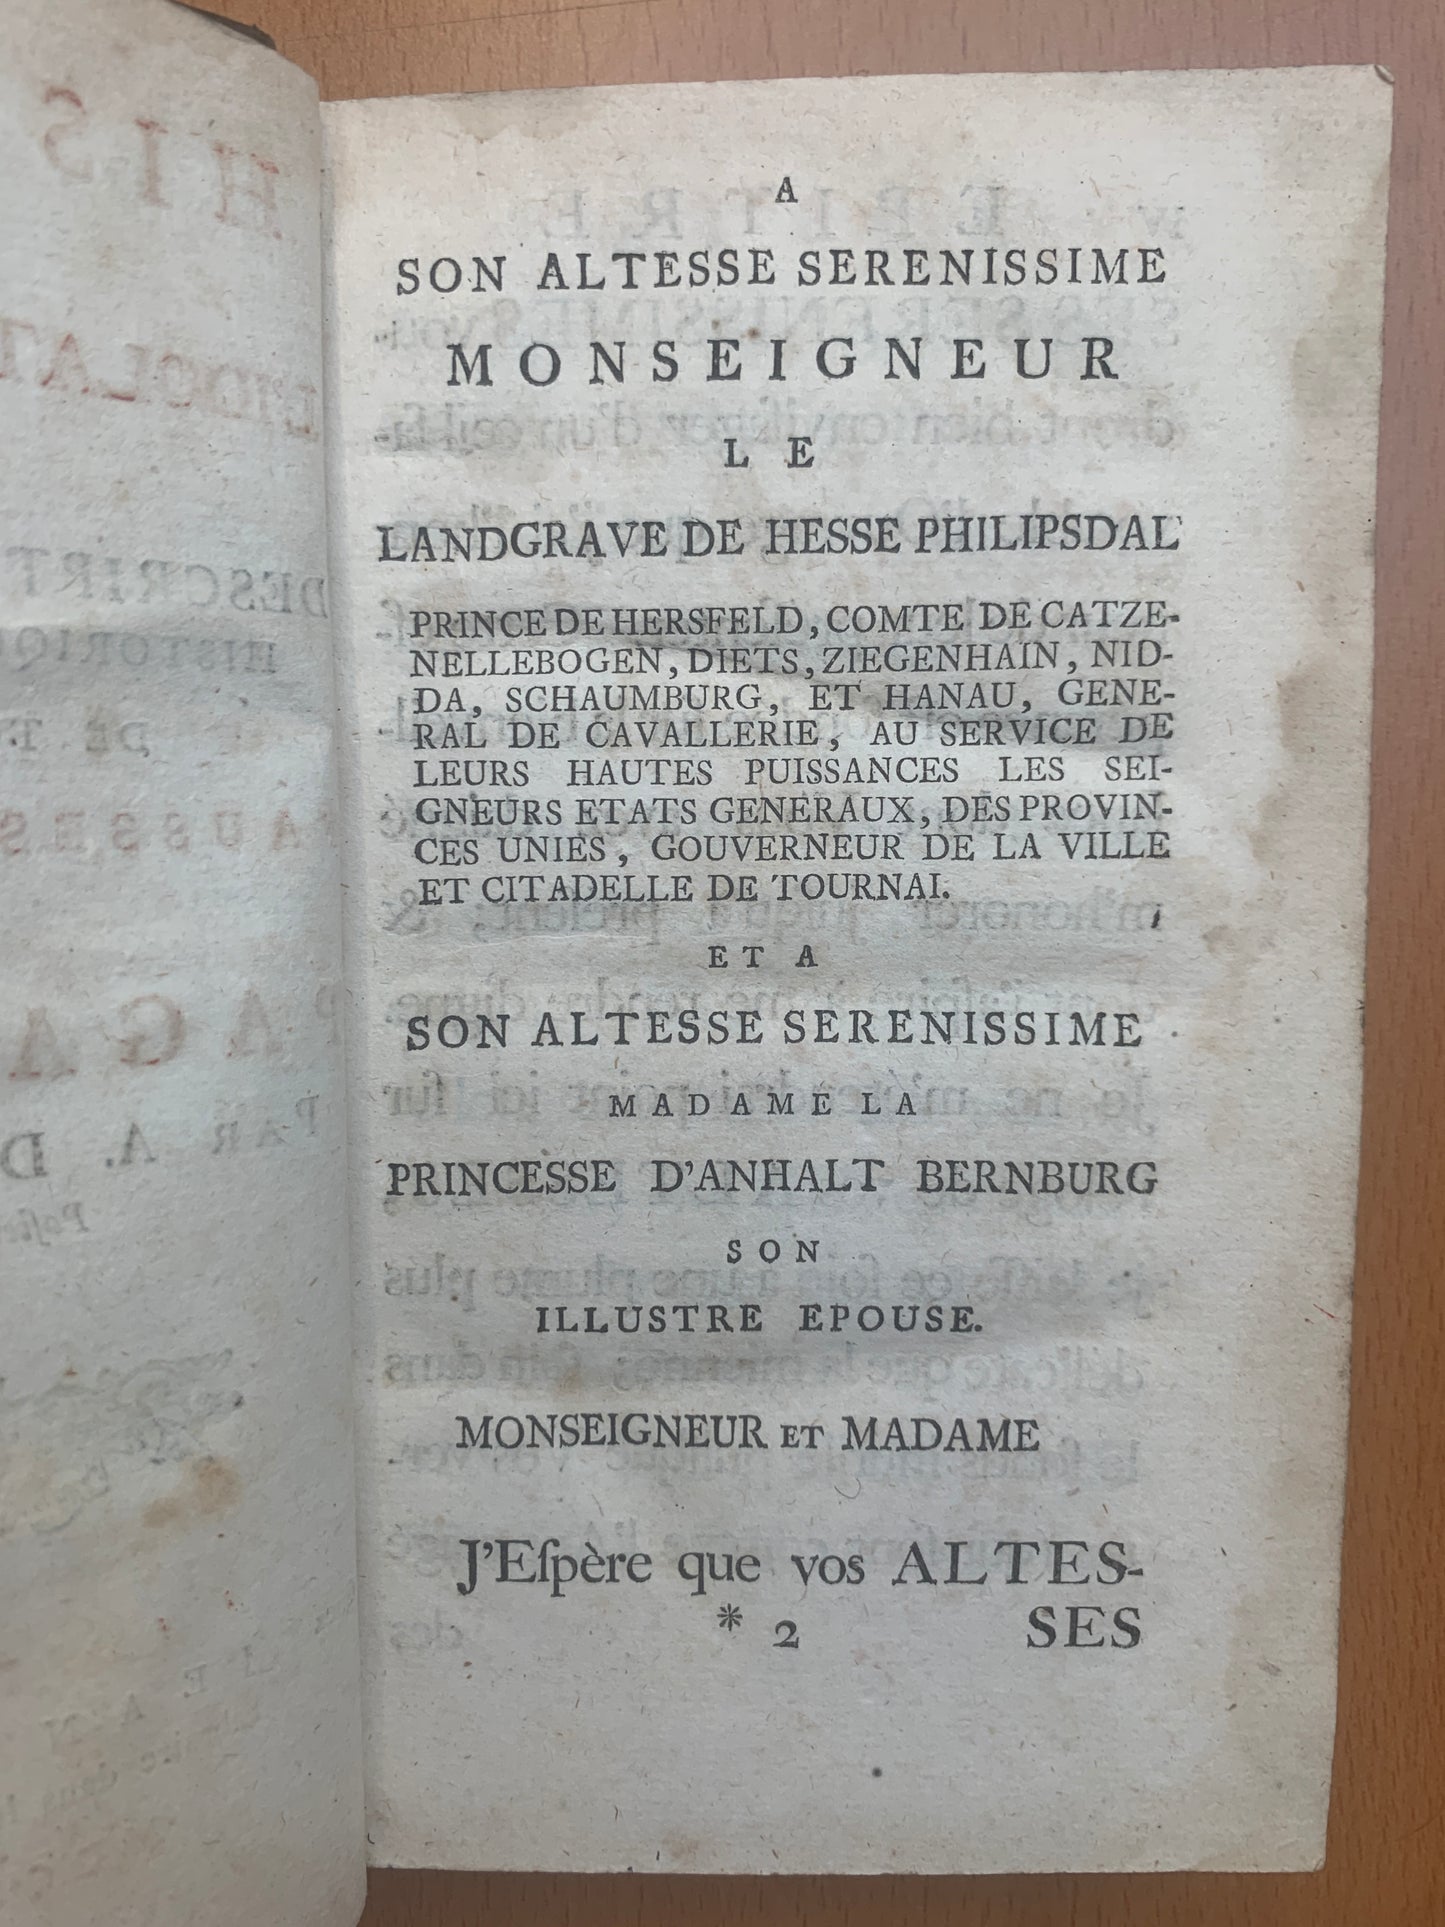 A
SON ALTESSE SERENISSIME
MONSEIGNEUR
LE
LANDGRAVE DE HESSE PHILIPSDAL
PRINCE DE HERSFELD, COMTE DE CATZE-
NELLEBOGEN, DIETS, ZIEGENHAIN, NID-
DA, SCHAUMBURG, ET HANAU, GENE-
RAL DE CAVALLERIE, AU SERVICE DE
LEURS HAUTES PUISSANCES LES SEI-
GNEURS ETATS GENERAUX, DES PROVIN-
CES UNIES, GOUVERNEUR DE LA VILLE
ET CITADELLE DE TOURNAI.
ET A
SON ALTESSE SERENISSIME
MADAME LA
PRINCESSE D'ANHALT BERNBURG
SON
ILLUSTRE EPOUSE.
MONSEIGNEUR ET MADAME
J'Eſpère que vos ALTES-
* 2 SES